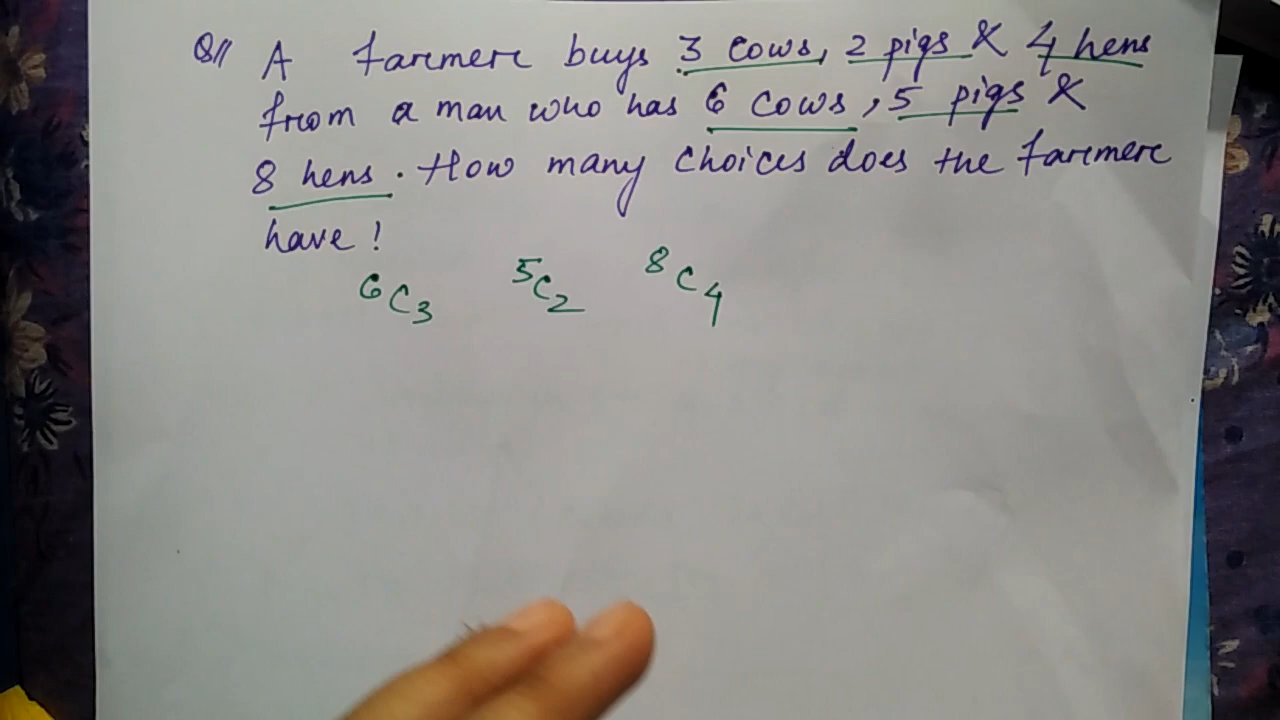 Q// A farmer buys 3 cows, 2 pigs & 4 hens
from a man who has 6 cows, 5 pigs &
8 hens. How many choices does the farmer
have!
⁶C₃ ⁵C₂ ⁸C₄